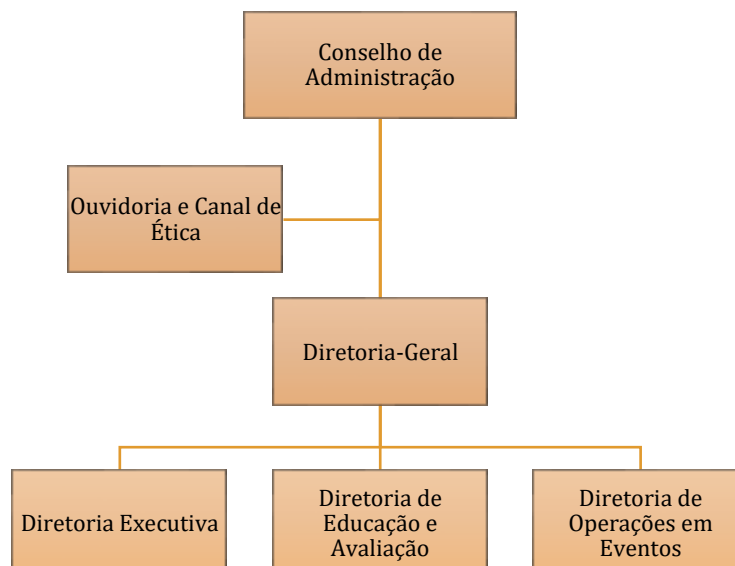 Conselho de
Administração
Ouvidoria e Canal de
Ética
Diretoria-Geral
Diretoria Executiva
Diretoria de
Educação e
Avaliação
Diretoria de
Operações em
Eventos